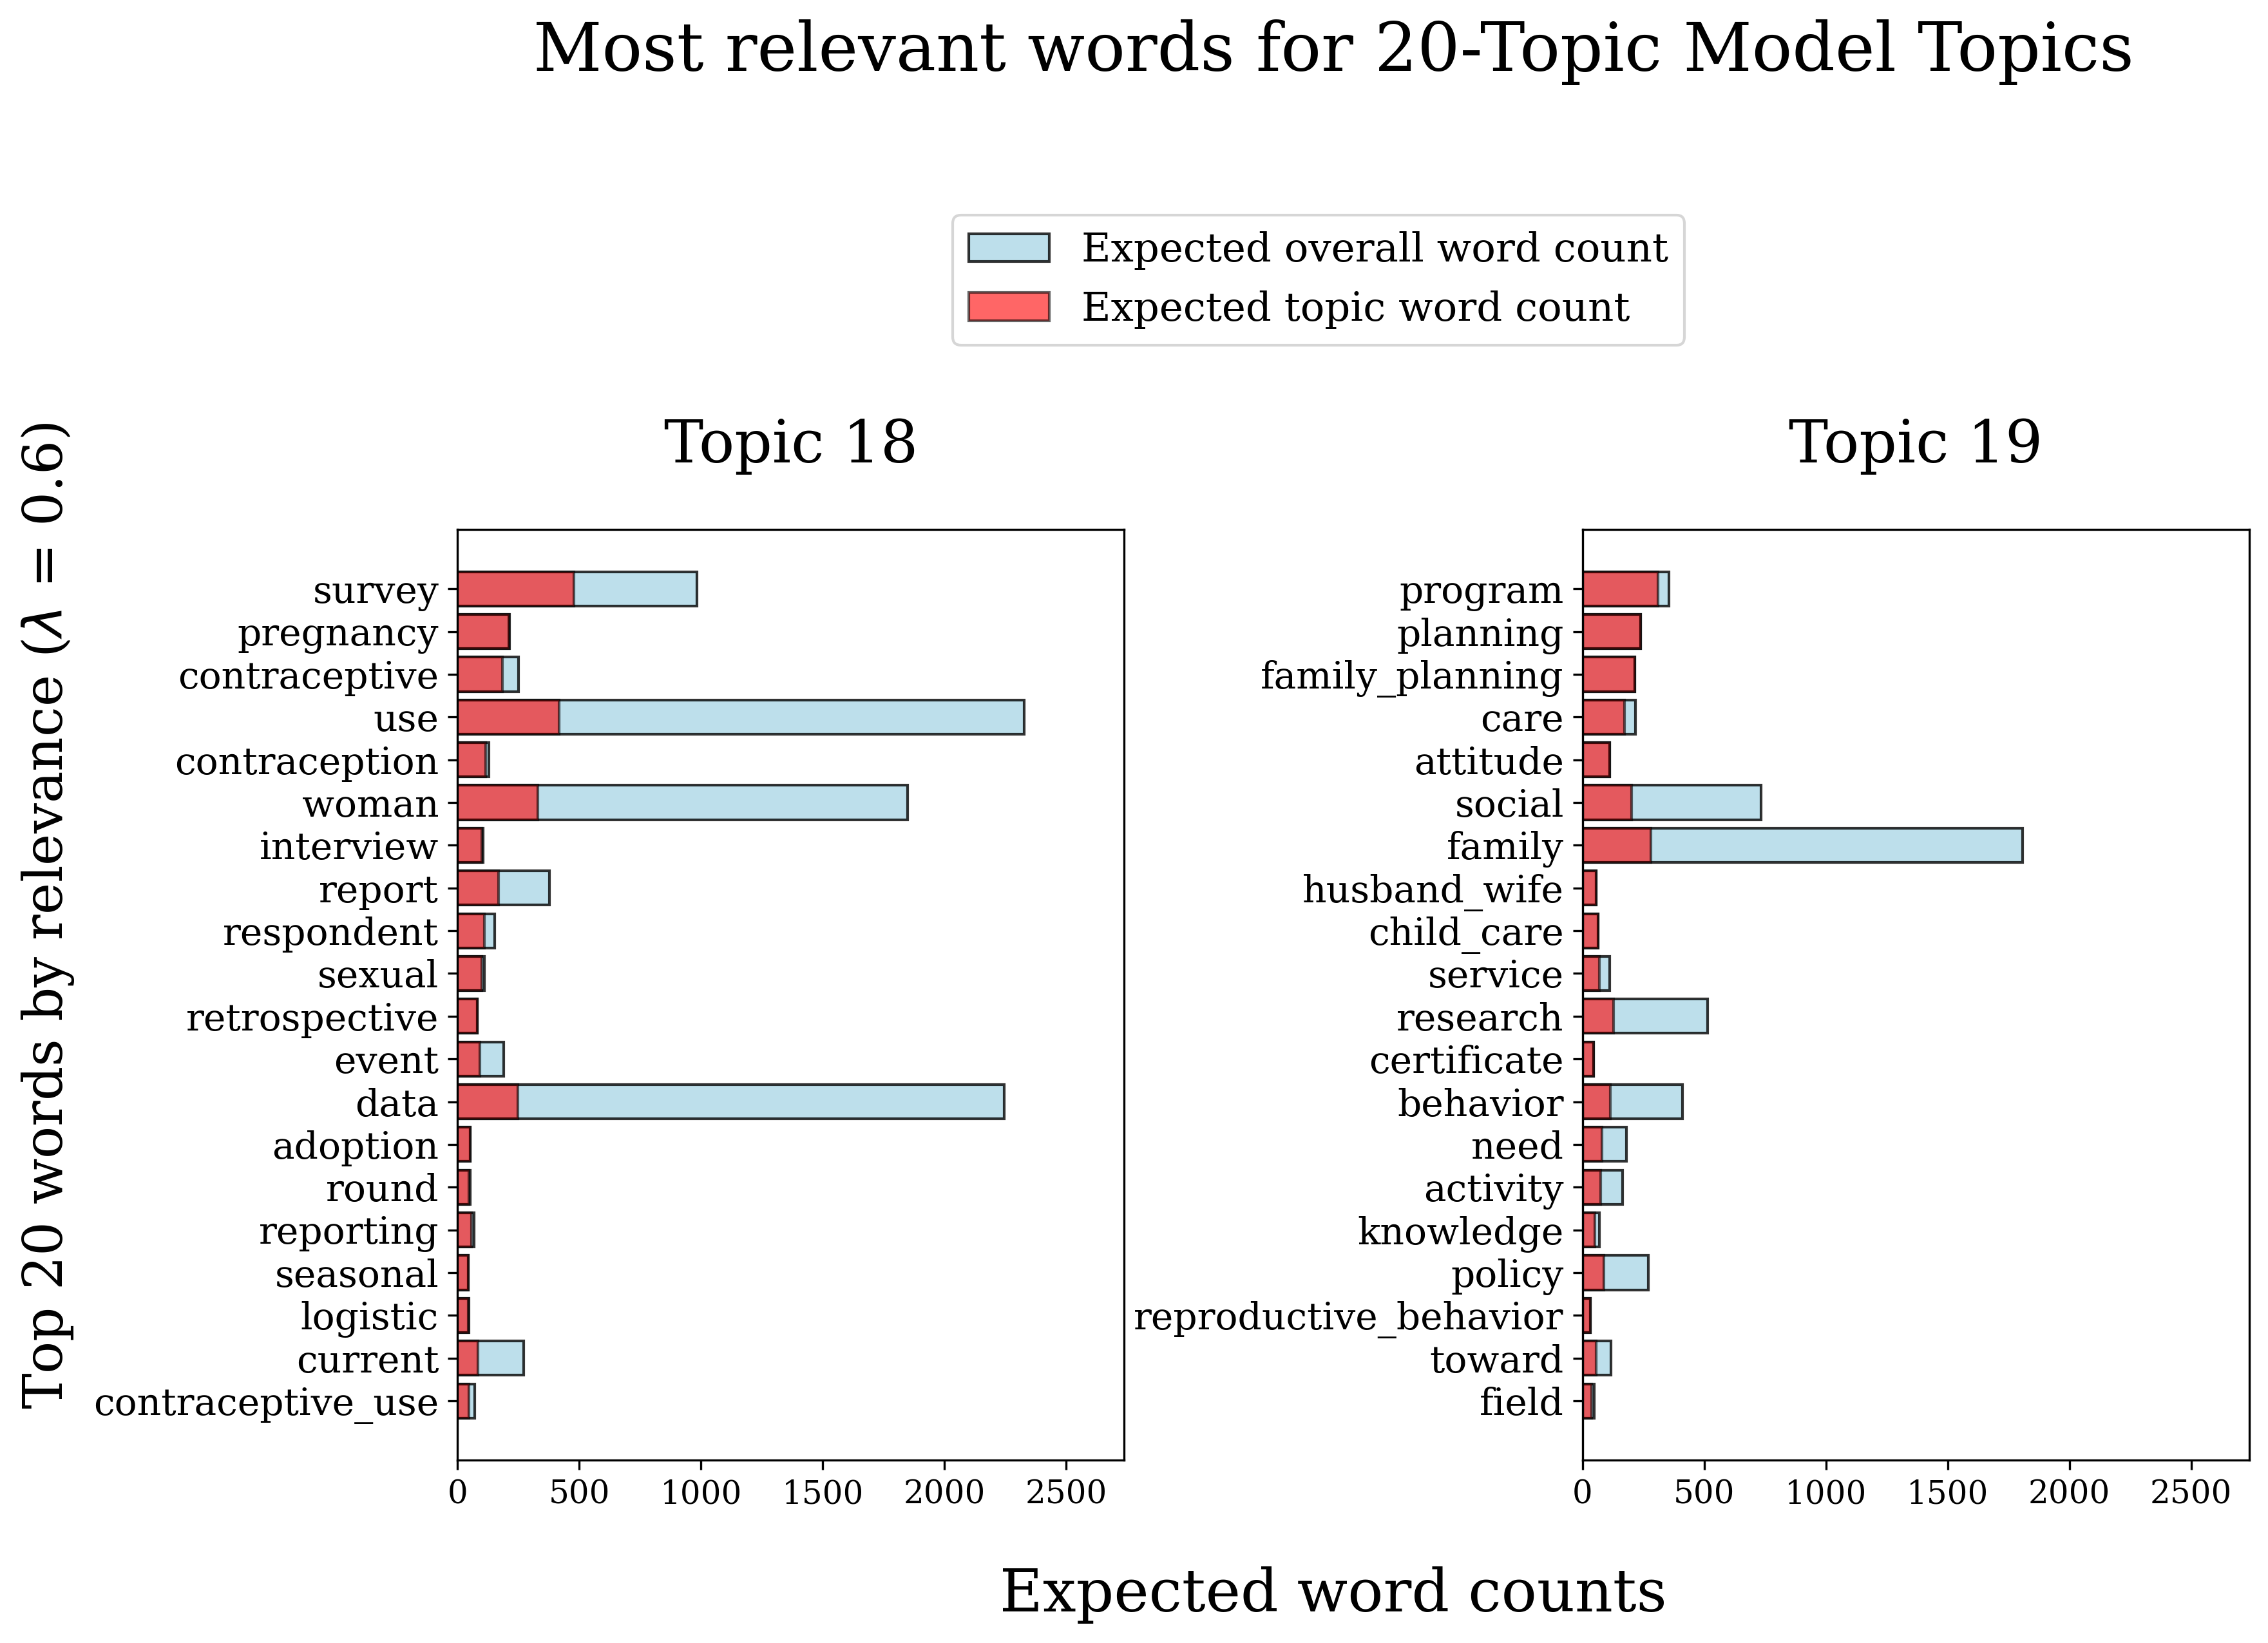 Most relevant words for 20-Topic Model Topics
Expected overall word count
Expected topic word count
Top 20 words by relevance (λ = 0.6)
Topic 18
survey
pregnancy
contraceptive
use
contraception
woman
interview
report
respondent
sexual
retrospective
event
data
adoption
round
reporting
seasonal
logistic
current
contraceptive_use
0 500 1000 1500 2000 2500
Topic 19
program
planning
family_planning
care
attitude
social
family
husband_wife
child_care
service
research
certificate
behavior
need
activity
knowledge
policy
reproductive_behavior
toward
field
0 500 1000 1500 2000 2500
Expected word counts